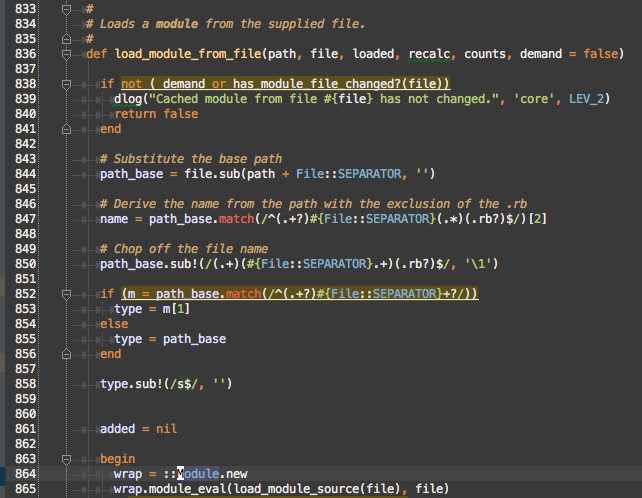 833 #
834 # Loads a module from the supplied file.
835 #
836 def load_module_from_file(path, file, loaded, recalc, counts, demand = false)
837
838 if not ( demand or has_module_file_changed?(file))
839 dlog("Cached module from file #{file} has not changed.", 'core', LEV_2)
840 return false
841 end
842
843 # Substitute the base path
844 path_base = file.sub(path + File::SEPARATOR, '')
845
846 # Derive the name from the path with the exclusion of the .rb
847 name = path_base.match(/^(.+?)#{File::SEPARATOR}(.*)(.rb?)$/)[2]
848
849 # Chop off the file name
850 path_base.sub!(/(.+)(#{File::SEPARATOR}.+)(.rb?)$/, '\1')
851
852 if (m = path_base.match(/^(.+?)#{File::SEPARATOR}+?/))
853 type = m[1]
854 else
855 type = path_base
856 end
857
858 type.sub!(/s$/, '')
859
860
861 added = nil
862
863 begin
864 wrap = ::Module.new
865 wrap.module_eval(load_module_source(file), file)